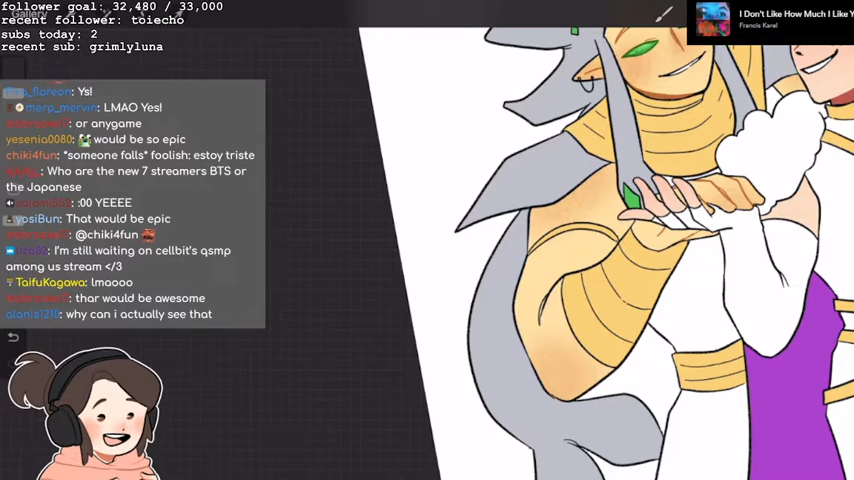 follower goal: 32,480 / 33,000
recent follower: toiecho
subs today: 2
recent sub: grimlyluna
Gallery
I Don't Like How Much I Like Y
Francis Karel
Ys!
merp_mervin: LMAO Yes!
: or anygame
yesenia0080: would be so epic
chiki4fun: *someone falls* foolish: estoy triste
: Who are the new 7 streamers BTS or
the Japanese
: :00 YEEEE
ypsiBun: That would be epic
: @chiki4fun
: I'm still waiting on cellbit's qsmp
among us stream </3
TaifuKagawa: lmaooo
: thar would be awesome
alanis1210: why can i actually see that